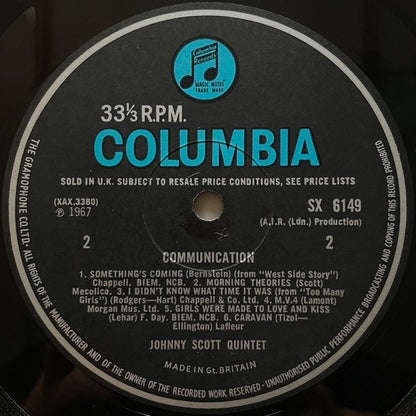 Columbia
Records
MAGIC NOTES
TRADE MARK
33⅓ R.P.M.
COLUMBIA
SOLD IN U.K. SUBJECT TO RESALE PRICE CONDITIONS, SEE PRICE LISTS
(XAX.3380)
℗ 1967
SX 6149
(A.I.R. (Ldn.) Production)
2
2
COMMUNICATION
1. SOMETHING'S COMING (Bernstein) (from "West Side Story")
Chappell. BIEM. NCB. 2. MORNING THEORIES (Scott)
Mecolico. 3. I DIDN'T KNOW WHAT TIME IT WAS (from "Too Many
Girls") (Rodgers—Hart) Chappell & Co. Ltd. 4. M.V.4 (Lamont)
Morgan Mus. Ltd. 5. GIRLS WERE MADE TO LOVE AND KISS
(Lehar) F. Day. BIEM. NCB. 6. CARAVAN (Tizol—
Ellington) Lafleur
JOHNNY SCOTT QUINTET
MADE IN Gt. BRITAIN
THE GRAMOPHONE CO. LTD. · ALL RIGHTS OF THE MANUFACTURER AND OF THE OWNER OF THE RECORDED WORK RESERVED · UNAUTHORISED PUBLIC PERFORMANCE BROADCASTING AND COPYING OF THIS RECORD PROHIBITED.